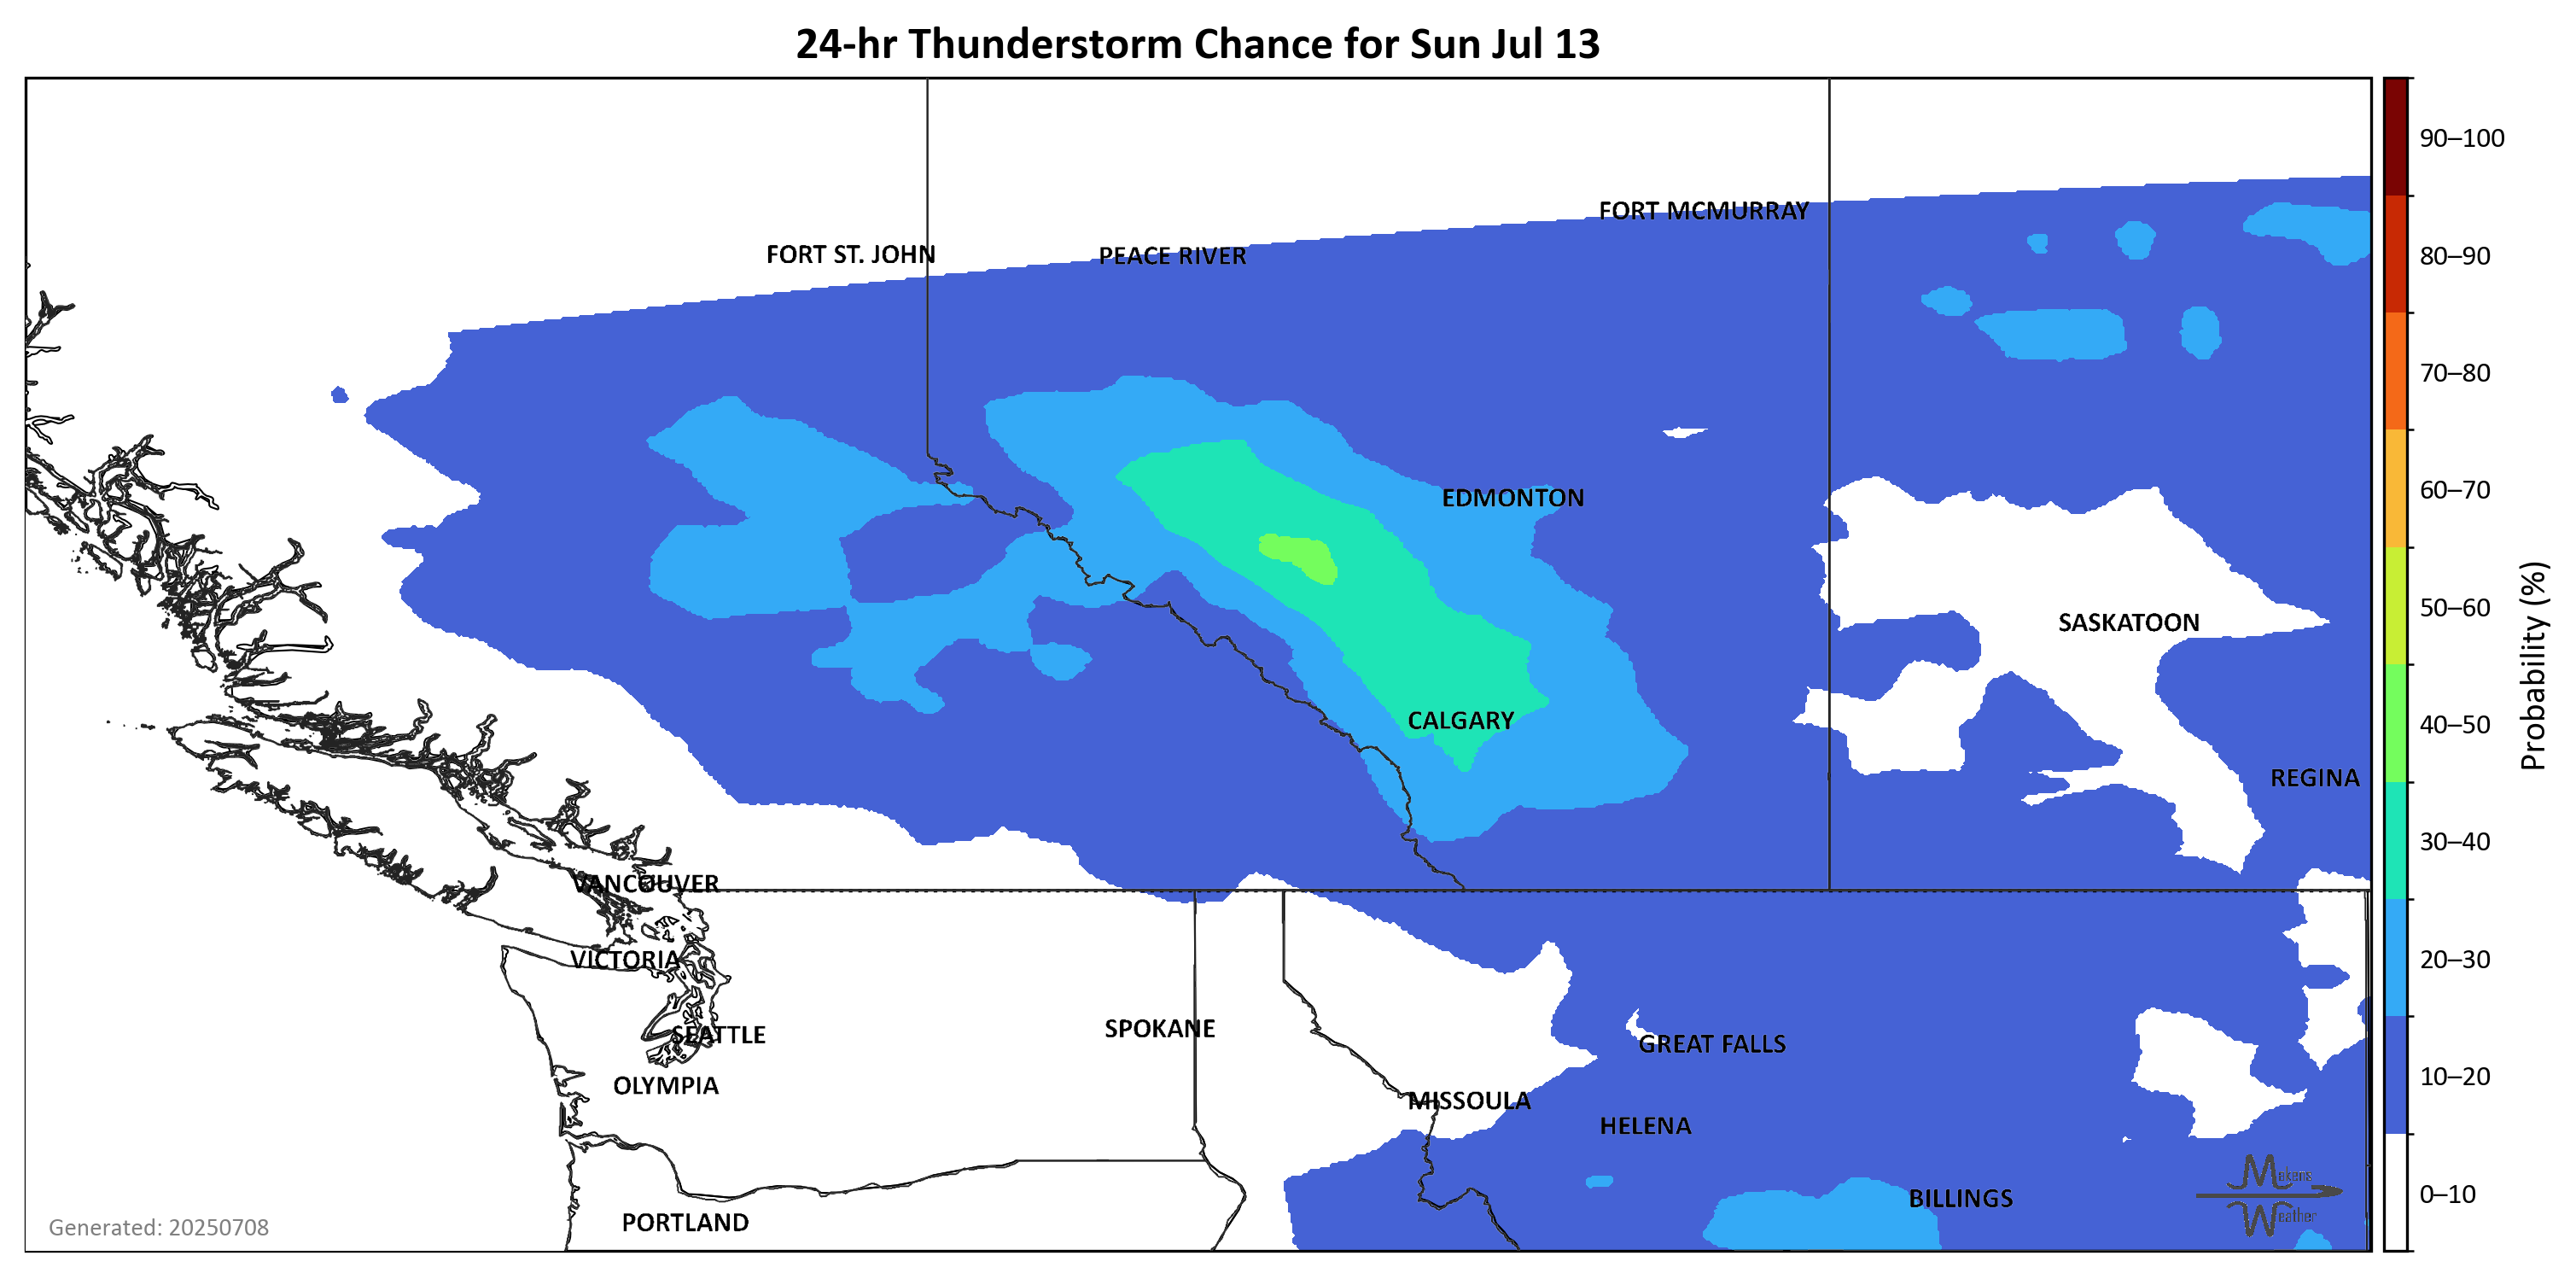 24-hr Thunderstorm Chance for Sun Jul 13
90–100
FORT MCMURRAY
FORT ST. JOHN
PEACE RIVER
80–90
70–80
60–70
EDMONTON
50–60
SASKATOON
CALGARY
40–50
Probability (%)
REGINA
30–40
VANCOUVER
VICTORIA
20–30
SPOKANE
SEATTLE
GREAT FALLS
10–20
OLYMPIA
MISSOULA
HELENA
Mekens
Weather
0–10
BILLINGS
PORTLAND
Generated: 20250708